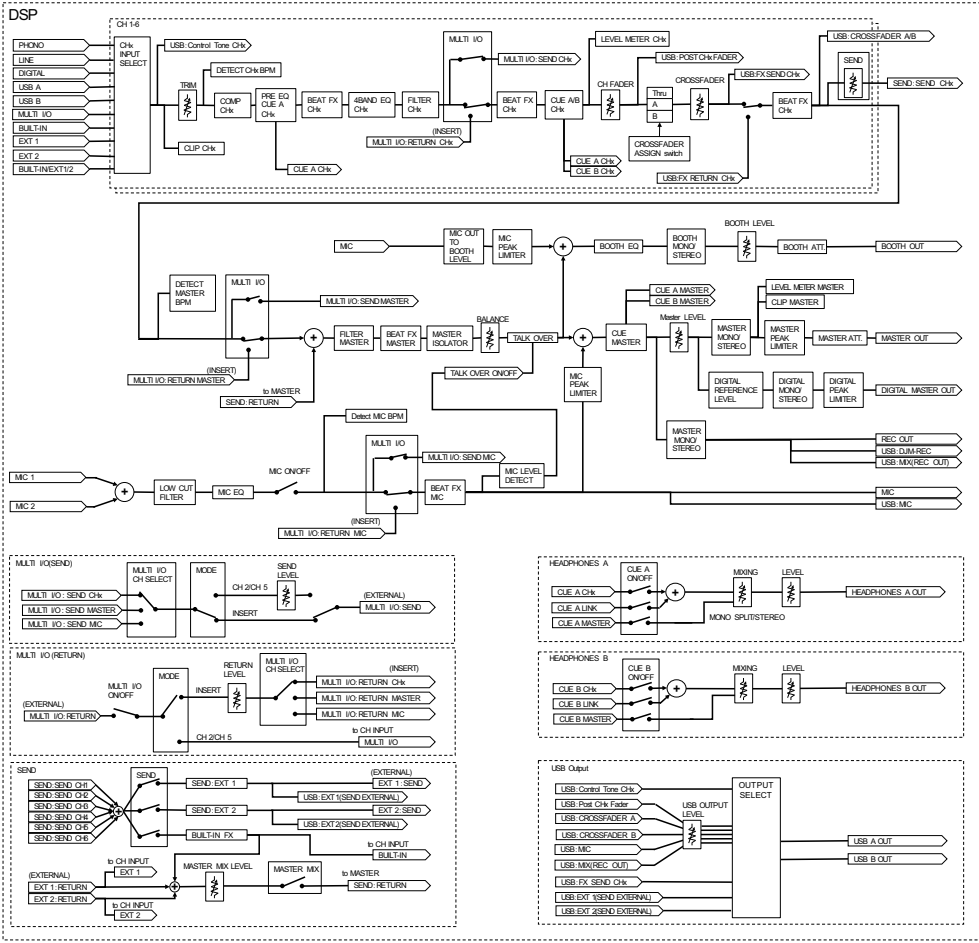 DSP
CH 1-6
PHONO
LINE
DIGITAL
USB A
USB B
MULTI I/O
BUILT-IN
EXT 1
EXT 2
BUILT-IN/EXT1/2
CHx
INPUT
SELECT
USB: Control Tone CHx
TRIM
DETECT CHx BPM
CLIP CHx
COMP
CHx
PRE EQ
CUE A
CHx
CUE A CHx
BEAT FX
CHx
4BAND EQ
CHx
FILTER
CHx
MULTI I/O
MULTI I/O: SEND CHx
(INSERT)
MULTI I/O: RETURN CHx
BEAT FX
CHx
CUE A/B
CHx
CUE A CHx
CUE B CHx
LEVEL METER CHx
CH FADER
USB: POST CHx FADER
Thru
A
B
CROSSFADER
ASSIGN switch
CROSSFADER
USB:FX SEND CHx
USB:FX RETURN CHx
BEAT FX
CHx
USB: CROSSFADER A/B
SEND
SEND: SEND CHx
MIC
MIC OUT
TO
BOOTH
LEVEL
MIC
PEAK
LIMITER
+
BOOTH EQ
BOOTH
MONO/
STEREO
BOOTH LEVEL
BOOTH ATT.
BOOTH OUT
DETECT
MASTER
BPM
MULTI I/O
MULTI I/O: SEND MASTER
(INSERT)
MULTI I/O: RETURN MASTER
to MASTER
SEND: RETURN
+
FILTER
MASTER
BEAT FX
MASTER
MASTER
ISOLATOR
BALANCE
TALK OVER
TALK OVER ON/OFF
+
MIC
PEAK
LIMITER
CUE
MASTER
CUE A MASTER
CUE B MASTER
Master LEVEL
MASTER
MONO/
STEREO
LEVEL METER MASTER
CLIP MASTER
MASTER
PEAK
LIMITER
MASTER ATT.
MASTER OUT
DIGITAL
REFERENCE
LEVEL
DIGITAL
MONO/
STEREO
DIGITAL
PEAK
LIMITER
DIGITAL MASTER OUT
MASTER
MONO/
STEREO
REC OUT
USB: DJM-REC
USB: MIX(REC OUT)
MIC 1
MIC 2
+
LOW CUT
FILTER
MIC EQ
MIC ON/OFF
Detect MIC BPM
MULTI I/O
MULTI I/O: SEND MIC
(INSERT)
MULTI I/O: RETURN MIC
BEAT FX
MIC
MIC LEVEL
DETECT
MIC
USB: MIC
MULTI I/O(SEND)
MULTI I/O : SEND CHx
MULTI I/O : SEND MASTER
MULTI I/O : SEND MIC
MULTI I/O
CH SELECT
MODE
CH 2/CH 5
INSERT
SEND
LEVEL
(EXTERNAL)
MULTI I/O:SEND
HEADPHONES A
CUE A CHx
CUE A LINK
CUE A MASTER
CUE A
ON/OFF
+
MIXING
LEVEL
MONO SPLIT/STEREO
HEADPHONES A OUT
MULTI I/O (RETURN)
(EXTERNAL)
MULTI I/O: RETURN
MULTI I/O
ON/OFF
MODE
INSERT
CH 2/CH 5
RETURN
LEVEL
MULTI I/O
CH SELECT
(INSERT)
MULTI I/O: RETURN CHx
MULTI I/O: RETURN MASTER
MULTI I/O: RETURN MIC
to CH INPUT
MULTI I/O
HEADPHONES B
CUE B CHx
CUE B LINK
CUE B MASTER
CUE B
ON/OFF
+
MIXING
LEVEL
HEADPHONES B OUT
SEND
SEND: SEND CH1
SEND: SEND CH2
SEND: SEND CH3
SEND: SEND CH4
SEND: SEND CH5
SEND: SEND CH6
+
SEND
SEND: EXT 1
SEND: EXT 2
BUILT-IN FX
(EXTERNAL)
EXT 1: SEND
USB: EXT1(SEND EXTERNAL)
EXT 2: SEND
USB: EXT2(SEND EXTERNAL)
to CH INPUT
BUILT-IN
(EXTERNAL)
EXT 1: RETURN
EXT 2: RETURN
to CH INPUT
EXT 1
to CH INPUT
EXT 2
+
MASTER MIX LEVEL
MASTER MIX
to MASTER
SEND: RETURN
USB Output
USB: Control Tone CHx
USB: Post CHx Fader
USB: CROSSFADER A
USB: CROSSFADER B
USB: MIC
USB: MIX(REC OUT)
USB: FX SEND CHx
USB: EXT 1(SEND EXTERNAL)
USB: EXT 2(SEND EXTERNAL)
USB OUTPUT
LEVEL
OUTPUT
SELECT
USB A OUT
USB B OUT